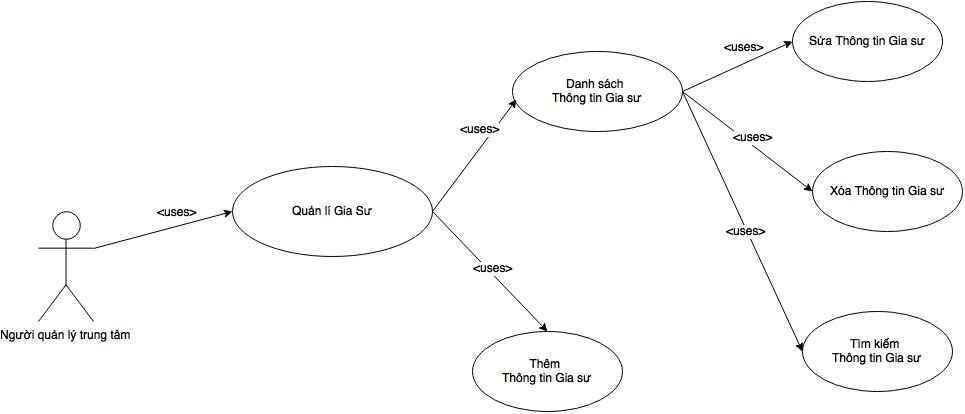 <uses>
Sửa Thông tin Gia sư
Danh sách
Thông tin Gia sư
<uses>
<uses>
Xóa Thông tin Gia sư
<uses>
Quản lí Gia Sư
<uses>
<uses>
Người quản lý trung tâm
Thêm
Thông tin Gia sư
Tìm kiếm
Thông tin Gia sư